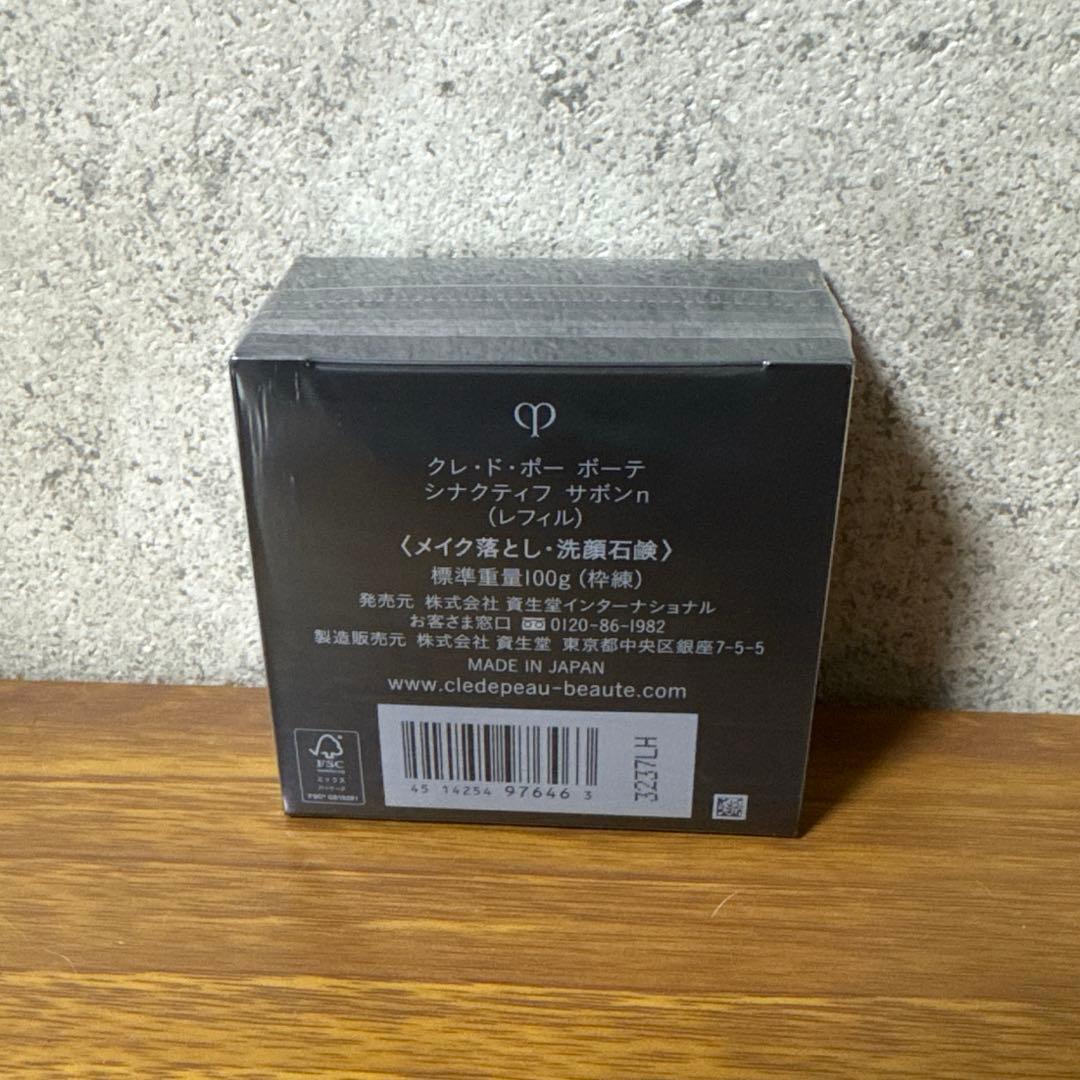 クレ・ド・ポー ボーテ
シナクティフ サボンn
(レフィル)
〈メイク落とし・洗顔石鹸〉
標準重量100g (枠練)
発売元 株式会社 資生堂インターナショナル
お客さま窓口 0120-86-1982
製造販売元 株式会社 資生堂 東京都中央区銀座7-5-5
MADE IN JAPAN
www.cledepeau-beaute.com
FSC
ミックス
4514254 97646 3
3237LH